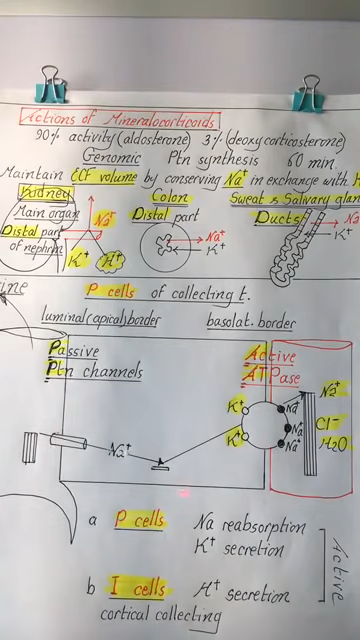 Actions of Mineralocorticoids
90% activity (aldosterone) 3% (deoxycorticosterone)
Genomic Ptn synthesis 60 min.
Maintain ECF volume by conserving Na⁺ in exchange with
Kidney
Main organ
Distal part
of nephron
Na⁺
K⁺ H⁺
Colon
Distal part
Na⁺
K⁺
Sweat & Salivary glan
Ducts
Na
K⁺
P cells of collecting t.
luminal (apical) border basolat. border
Passive
Ptn channels
Active
ATPase
Na⁺
K⁺
K⁺
Na⁺
Na⁺
Na⁺
Na⁺
Cl⁻
H₂O
a P cells Na reabsorption
K⁺ secretion
b I cells H⁺ secretion
cortical collecting
Active